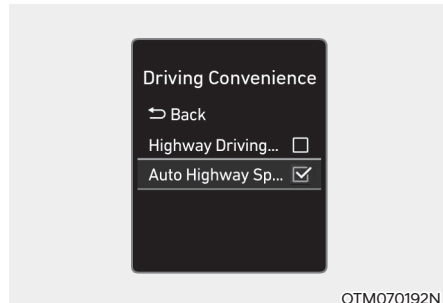 Driving Convenience
⮌ Back
Highway Driving...
Auto Highway Sp...
OTM070192N